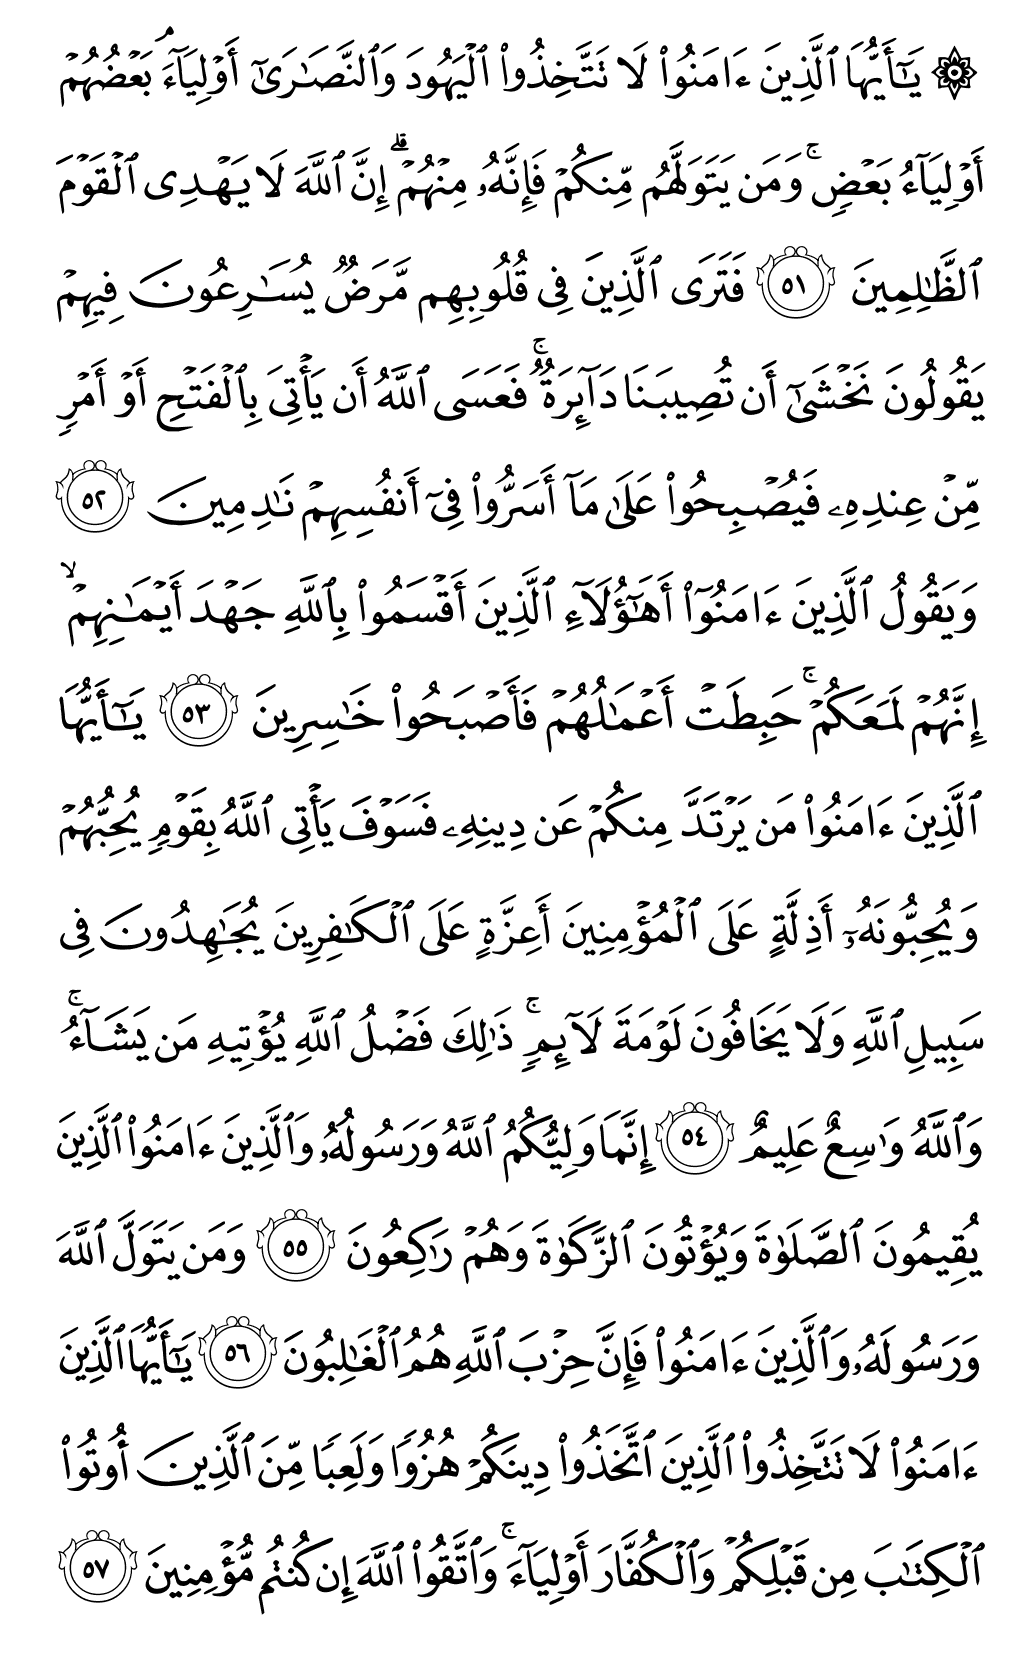 ۞ يَٰٓأَيُّهَا ٱلَّذِينَ ءَامَنُوا۟ لَا تَتَّخِذُوا۟ ٱلْيَهُودَ وَٱلنَّصَٰرَىٰٓ أَوْلِيَآءَ ۘ بَعْضُهُمْ
أَوْلِيَآءُ بَعْضٍ ۚ وَمَن يَتَوَلَّهُم مِّنكُمْ فَإِنَّهُۥ مِنْهُمْ ۗ إِنَّ ٱللَّهَ لَا يَهْدِى ٱلْقَوْمَ
ٱلظَّٰلِمِينَ ٥١ فَتَرَى ٱلَّذِينَ فِى قُلُوبِهِم مَّرَضٌ يُسَٰرِعُونَ فِيهِمْ
يَقُولُونَ نَخْشَىٰٓ أَن تُصِيبَنَا دَآئِرَةٌ ۚ فَعَسَى ٱللَّهُ أَن يَأْتِىَ بِٱلْفَتْحِ أَوْ أَمْرٍ
مِّنْ عِندِهِۦ فَيُصْبِحُوا۟ عَلَىٰ مَآ أَسَرُّوا۟ فِىٓ أَنفُسِهِمْ نَٰدِمِينَ ٥٢
وَيَقُولُ ٱلَّذِينَ ءَامَنُوٓا۟ أَهَٰٓؤُلَآءِ ٱلَّذِينَ أَقْسَمُوا۟ بِٱللَّهِ جَهْدَ أَيْمَٰنِهِمْ ۙ
إِنَّهُمْ لَمَعَكُمْ ۚ حَبِطَتْ أَعْمَٰلُهُمْ فَأَصْبَحُوا۟ خَٰسِرِينَ ٥٣ يَٰٓأَيُّهَا
ٱلَّذِينَ ءَامَنُوا۟ مَن يَرْتَدَّ مِنكُمْ عَن دِينِهِۦ فَسَوْفَ يَأْتِى ٱللَّهُ بِقَوْمٍ يُحِبُّهُمْ
وَيُحِبُّونَهُۥٓ أَذِلَّةٍ عَلَى ٱلْمُؤْمِنِينَ أَعِزَّةٍ عَلَى ٱلْكَٰفِرِينَ يُجَٰهِدُونَ فِى
سَبِيلِ ٱللَّهِ وَلَا يَخَافُونَ لَوْمَةَ لَآئِمٍ ۚ ذَٰلِكَ فَضْلُ ٱللَّهِ يُؤْتِيهِ مَن يَشَآءُ ۚ
وَٱللَّهُ وَٰسِعٌ عَلِيمٌ ٥٤ إِنَّمَا وَلِيُّكُمُ ٱللَّهُ وَرَسُولُهُۥ وَٱلَّذِينَ ءَامَنُوا۟ ٱلَّذِينَ
يُقِيمُونَ ٱلصَّلَوٰةَ وَيُؤْتُونَ ٱلزَّكَوٰةَ وَهُمْ رَٰكِعُونَ ٥٥ وَمَن يَتَوَلَّ ٱللَّهَ
وَرَسُولَهُۥ وَٱلَّذِينَ ءَامَنُوا۟ فَإِنَّ حِزْبَ ٱللَّهِ هُمُ ٱلْغَٰلِبُونَ ٥٦ يَٰٓأَيُّهَا ٱلَّذِينَ
ءَامَنُوا۟ لَا تَتَّخِذُوا۟ ٱلَّذِينَ ٱتَّخَذُوا۟ دِينَكُمْ هُزُوًا وَلَعِبًا مِّنَ ٱلَّذِينَ أُوتُوا۟
ٱلْكِتَٰبَ مِن قَبْلِكُمْ وَٱلْكُفَّارَ أَوْلِيَآءَ ۚ وَٱتَّقُوا۟ ٱللَّهَ إِن كُنتُم مُّؤْمِنِينَ ٥٧